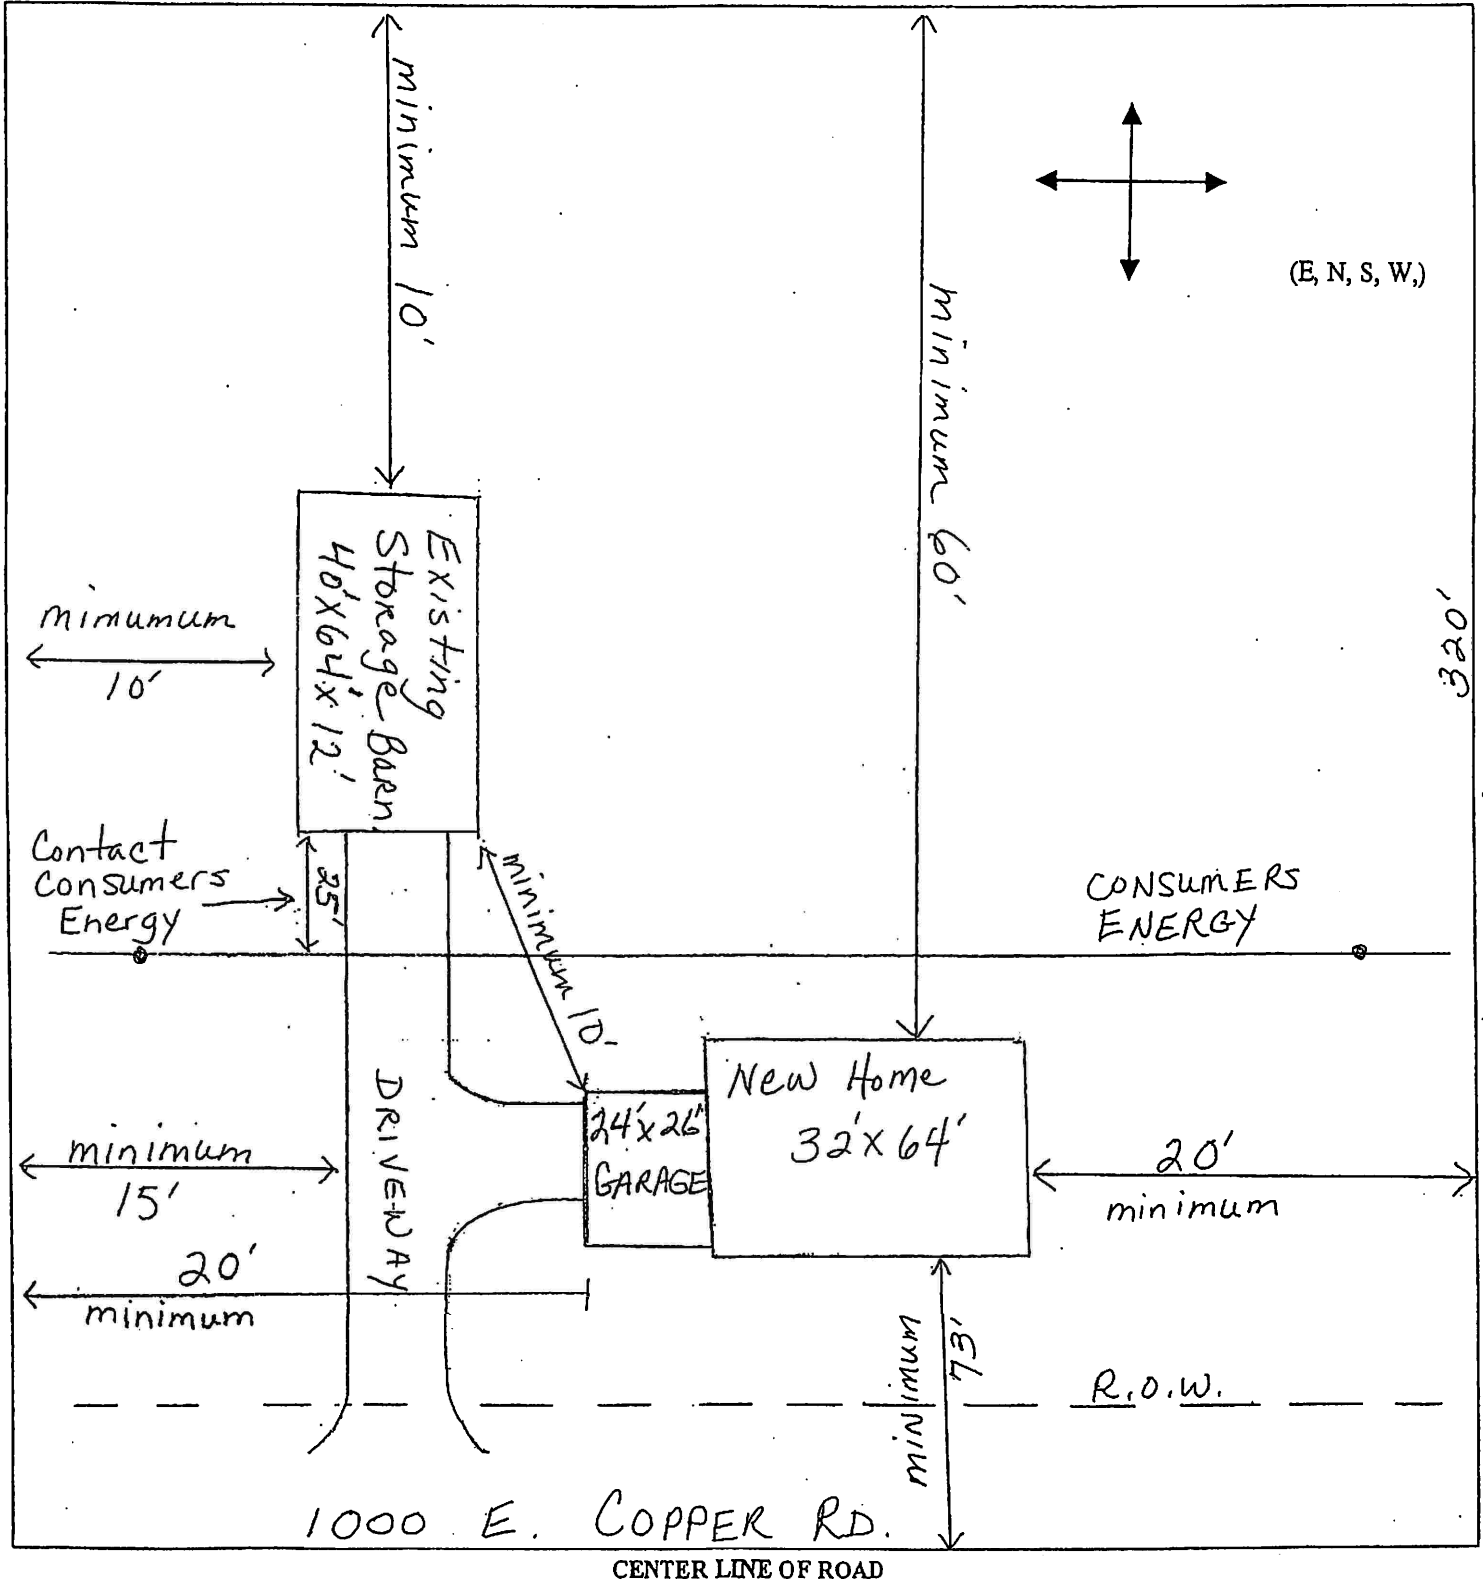 minimum 10'
minimum 60'
(E, N, S, W,)
320'
Existing
Storage Barn
40'x64'x12'
mimumum
10'
Contact
Consumers
Energy
25'
minimum 10-
CONSUMERS
ENERGY
DRIVEWAY
24'x26'
GARAGE
New Home
32'x64'
minimum
15'
20'
minimum
20'
minimum
minimum
73'
R.O.W.
1000 E. COPPER RD.
CENTER LINE OF ROAD